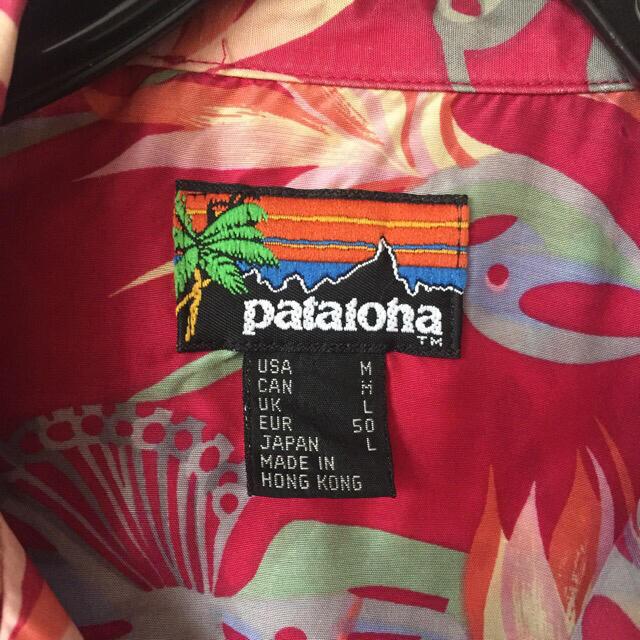 pataloha
TM
USA M
CAN M
UK L
EUR 50
JAPAN L
MADE IN
HONG KONG